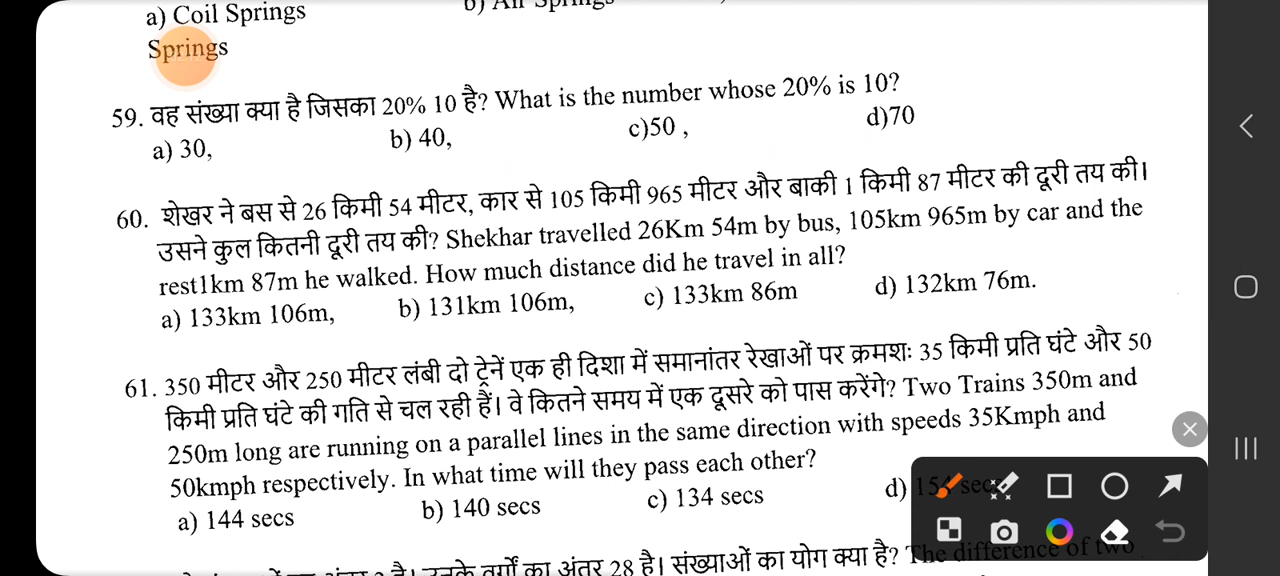 a) Coil Springs
b) Air Springs
Springs
59. वह संख्या क्या है जिसका 20% 10 है? What is the number whose 20% is 10?
a) 30, b) 40, c)50 , d)70
60. शेखर ने बस से 26 किमी 54 मीटर, कार से 105 किमी 965 मीटर और बाकी 1 किमी 87 मीटर की दूरी तय की।
उसने कुल कितनी दूरी तय की? Shekhar travelled 26Km 54m by bus, 105km 965m by car and the
rest1km 87m he walked. How much distance did he travel in all?
a) 133km 106m, b) 131km 106m, c) 133km 86m d) 132km 76m.
61. 350 मीटर और 250 मीटर लंबी दो ट्रेनें एक ही दिशा में समानांतर रेखाओं पर क्रमशः 35 किमी प्रति घंटे और 50
किमी प्रति घंटे की गति से चल रही हैं। वे कितने समय में एक दूसरे को पास करेंगे? Two Trains 350m and
250m long are running on a parallel lines in the same direction with speeds 35Kmph and
50kmph respectively. In what time will they pass each other?
a) 144 secs b) 140 secs c) 134 secs d) 154 secs
उनके वर्गों का अंतर 28 है। संख्याओं का योग क्या है? The difference of two